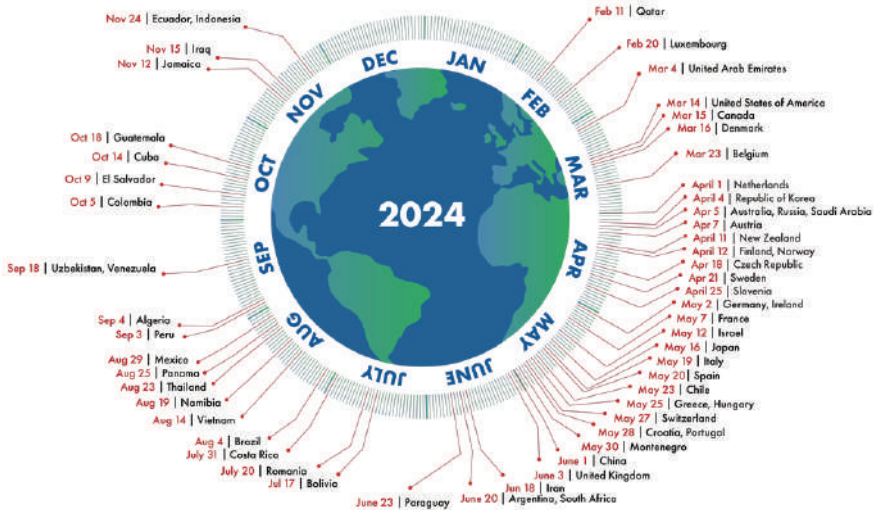 Nov 24 | Ecuador, Indonesia
Nov 15 | Iraq
Nov 12 | Jamaica
Oct 18 | Guatemala
Oct 14 | Cuba
Oct 9 | El Salvador
Oct 5 | Colombia
Sep 18 | Uzbekistan, Venezuela
Sep 4 | Algeria
Sep 3 | Peru
Aug 29 | Mexico
Aug 25 | Panama
Aug 23 | Thailand
Aug 19 | Namibia
Aug 14 | Vietnam
Aug 4 | Brazil
July 31 | Costa Rica
July 20 | Romania
Jul 17 | Bolivia
DEC
JAN
NOV
FEB
OCT
MAR
2024
SEP
APR
AUG
MAY
JULY
JUNE
Feb 11 | Qatar
Feb 20 | Luxembourg
Mar 4 | United Arab Emirates
Mar 14 | United States of America
Mar 15 | Canada
Mar 16 | Denmark
Mar 23 | Belgium
April 1 | Netherlands
April 4 | Republic of Korea
Apr 5 | Australia, Russia, Saudi Arabia
Apr 7 | Austria
April 11 | New Zealand
April 12 | Finland, Norway
Apr 18 | Czech Republic
Apr 21 | Sweden
April 25 | Slovenia
May 2 | Germany, Ireland
May 7 | France
May 12 | Israel
May 16 | Japan
May 19 | Italy
May 20 | Spain
May 23 | Chile
May 25 | Greece, Hungary
May 27 | Switzerland
May 28 | Croatia, Portugal
May 30 | Montenegro
June 1 | China
June 3 | United Kingdom
Jun 18 | Iran
June 20 | Argentina, South Africa
June 23 | Paraguay